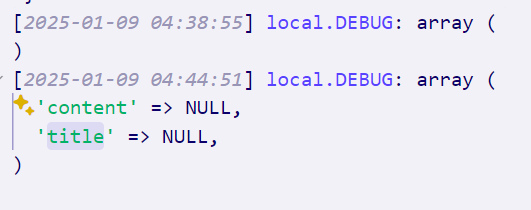 [2025-01-09 04:38:55] local.DEBUG: array (
)
[2025-01-09 04:44:51] local.DEBUG: array (
'content' => NULL,
'title' => NULL,
)